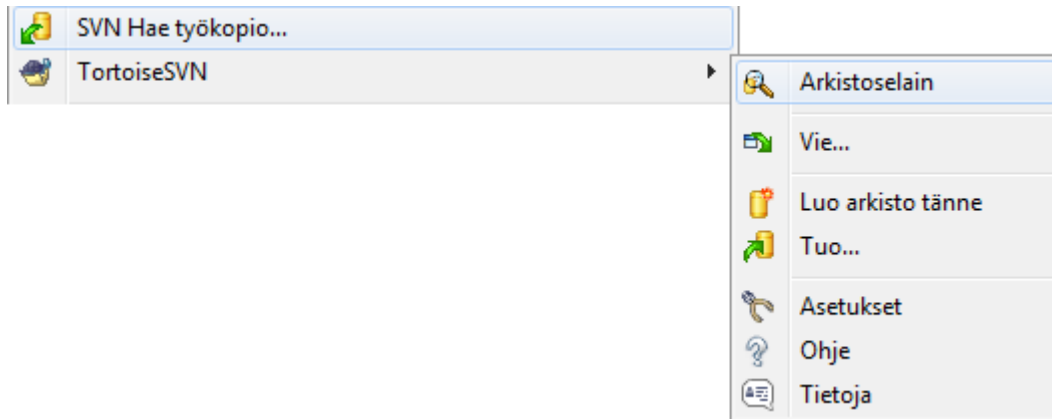 SVN Hae työkopio...
TortoiseSVN
Arkistoselain
Vie...
Luo arkisto tänne
Tuo...
Asetukset
Ohje
Tietoja